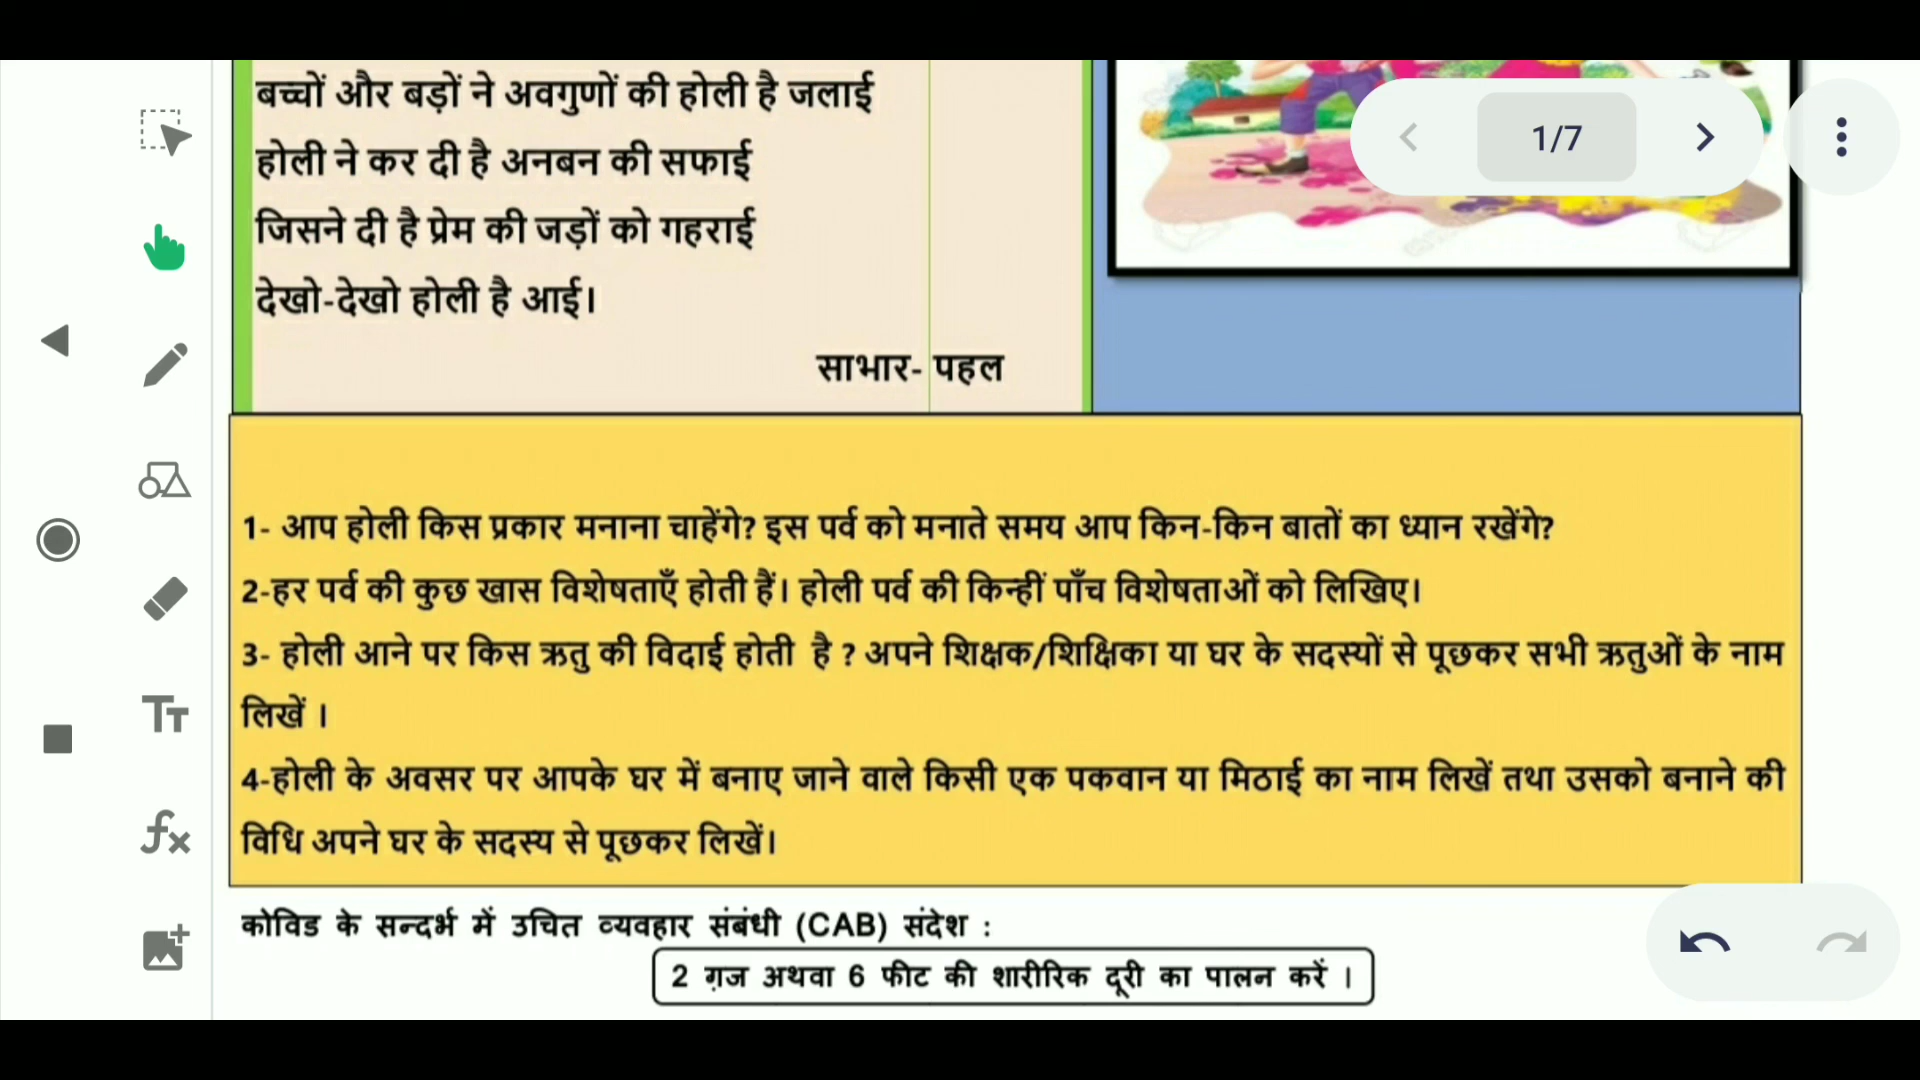 बच्चों और बड़ों ने अवगुणों की होली है जलाई
होली ने कर दी है अनबन की सफाई
जिसने दी है प्रेम की जड़ों को गहराई
देखो-देखो होली है आई।
साभार- पहल
1/7
1- आप होली किस प्रकार मनाना चाहेंगे? इस पर्व को मनाते समय आप किन-किन बातों का ध्यान रखेंगे?
2-हर पर्व की कुछ खास विशेषताएँ होती हैं। होली पर्व की किन्हीं पाँच विशेषताओं को लिखिए।
3- होली आने पर किस ऋतु की विदाई होती है ? अपने शिक्षक/शिक्षिका या घर के सदस्यों से पूछकर सभी ऋतुओं के नाम
लिखें ।
4-होली के अवसर पर आपके घर में बनाए जाने वाले किसी एक पकवान या मिठाई का नाम लिखें तथा उसको बनाने की
विधि अपने घर के सदस्य से पूछकर लिखें।
कोविड के सन्दर्भ में उचित व्यवहार संबंधी (CAB) संदेश :
2 ग़ज अथवा 6 फीट की शारीरिक दूरी का पालन करें ।
Tт
fx